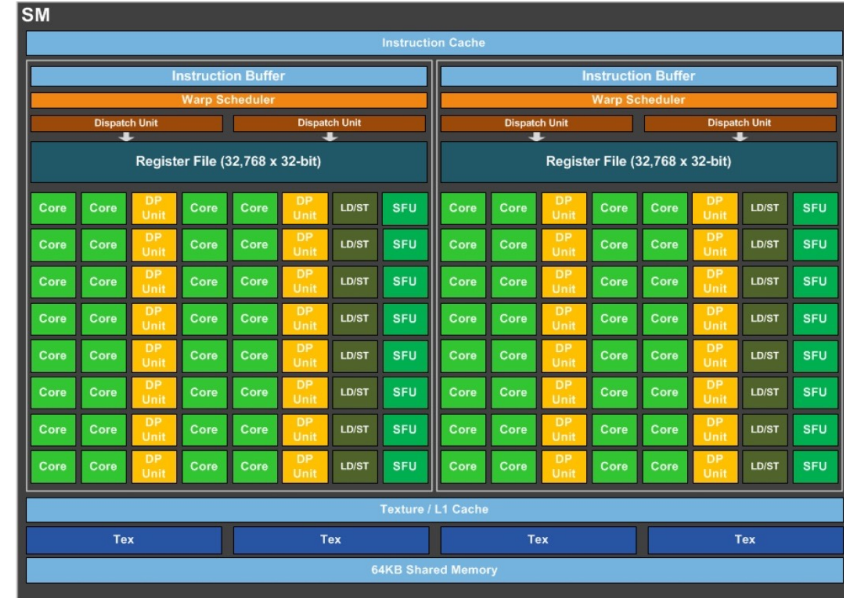 SM
Instruction Cache
Instruction Buffer Instruction Buffer
Warp Scheduler Warp Scheduler
Dispatch Unit Dispatch Unit Dispatch Unit Dispatch Unit
Register File (32,768 x 32-bit) Register File (32,768 x 32-bit)
Core Core DP Unit Core Core DP Unit LD/ST SFU Core Core DP Unit Core Core DP Unit LD/ST SFU
Core Core DP Unit Core Core DP Unit LD/ST SFU Core Core DP Unit Core Core DP Unit LD/ST SFU
Core Core DP Unit Core Core DP Unit LD/ST SFU Core Core DP Unit Core Core DP Unit LD/ST SFU
Core Core DP Unit Core Core DP Unit LD/ST SFU Core Core DP Unit Core Core DP Unit LD/ST SFU
Core Core DP Unit Core Core DP Unit LD/ST SFU Core Core DP Unit Core Core DP Unit LD/ST SFU
Core Core DP Unit Core Core DP Unit LD/ST SFU Core Core DP Unit Core Core DP Unit LD/ST SFU
Core Core DP Unit Core Core DP Unit LD/ST SFU Core Core DP Unit Core Core DP Unit LD/ST SFU
Core Core DP Unit Core Core DP Unit LD/ST SFU Core Core DP Unit Core Core DP Unit LD/ST SFU
Texture / L1 Cache
Tex Tex Tex Tex
64KB Shared Memory